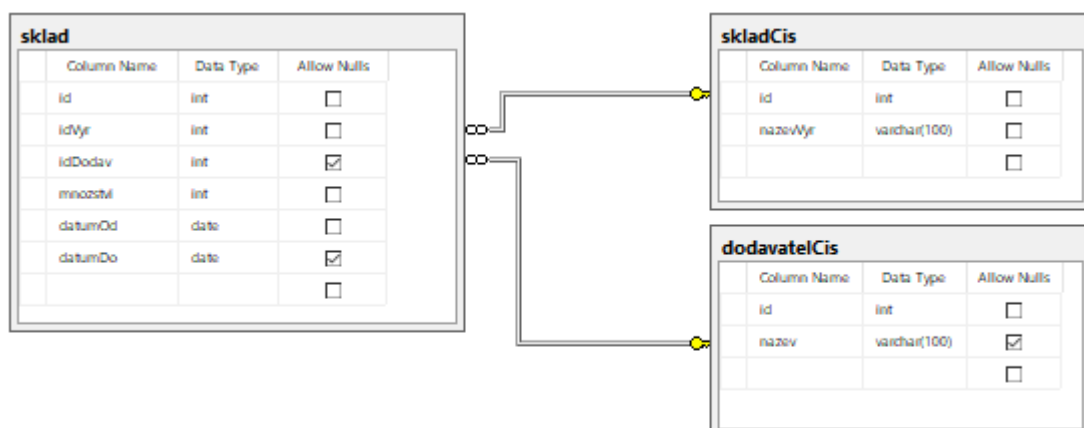 sklad
Column Name Data Type Allow Nulls
id int
idVyr int
idDodav int
mnozstvi int
datumOd date
datumDo date
skladCis
Column Name Data Type Allow Nulls
id int
nazevVyr varchar(100)
dodavatelCis
Column Name Data Type Allow Nulls
id int
nazev varchar(100)